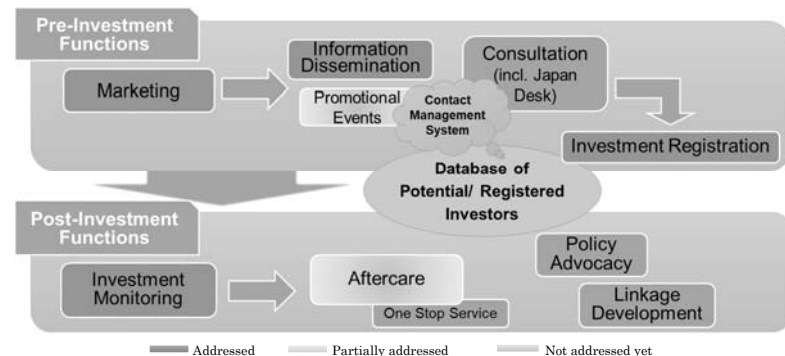 Pre-Investment
Functions
Marketing
Information
Dissemination
Promotional
Events
Consultation
(incl. Japan
Desk)
Contact
Management
System
Investment Registration
Database of
Potential/ Registered
Investors
Post-Investment
Functions
Investment
Monitoring
Aftercare
One Stop Service
Policy
Advocacy
Linkage
Development
Addressed
Partially addressed
Not addressed yet